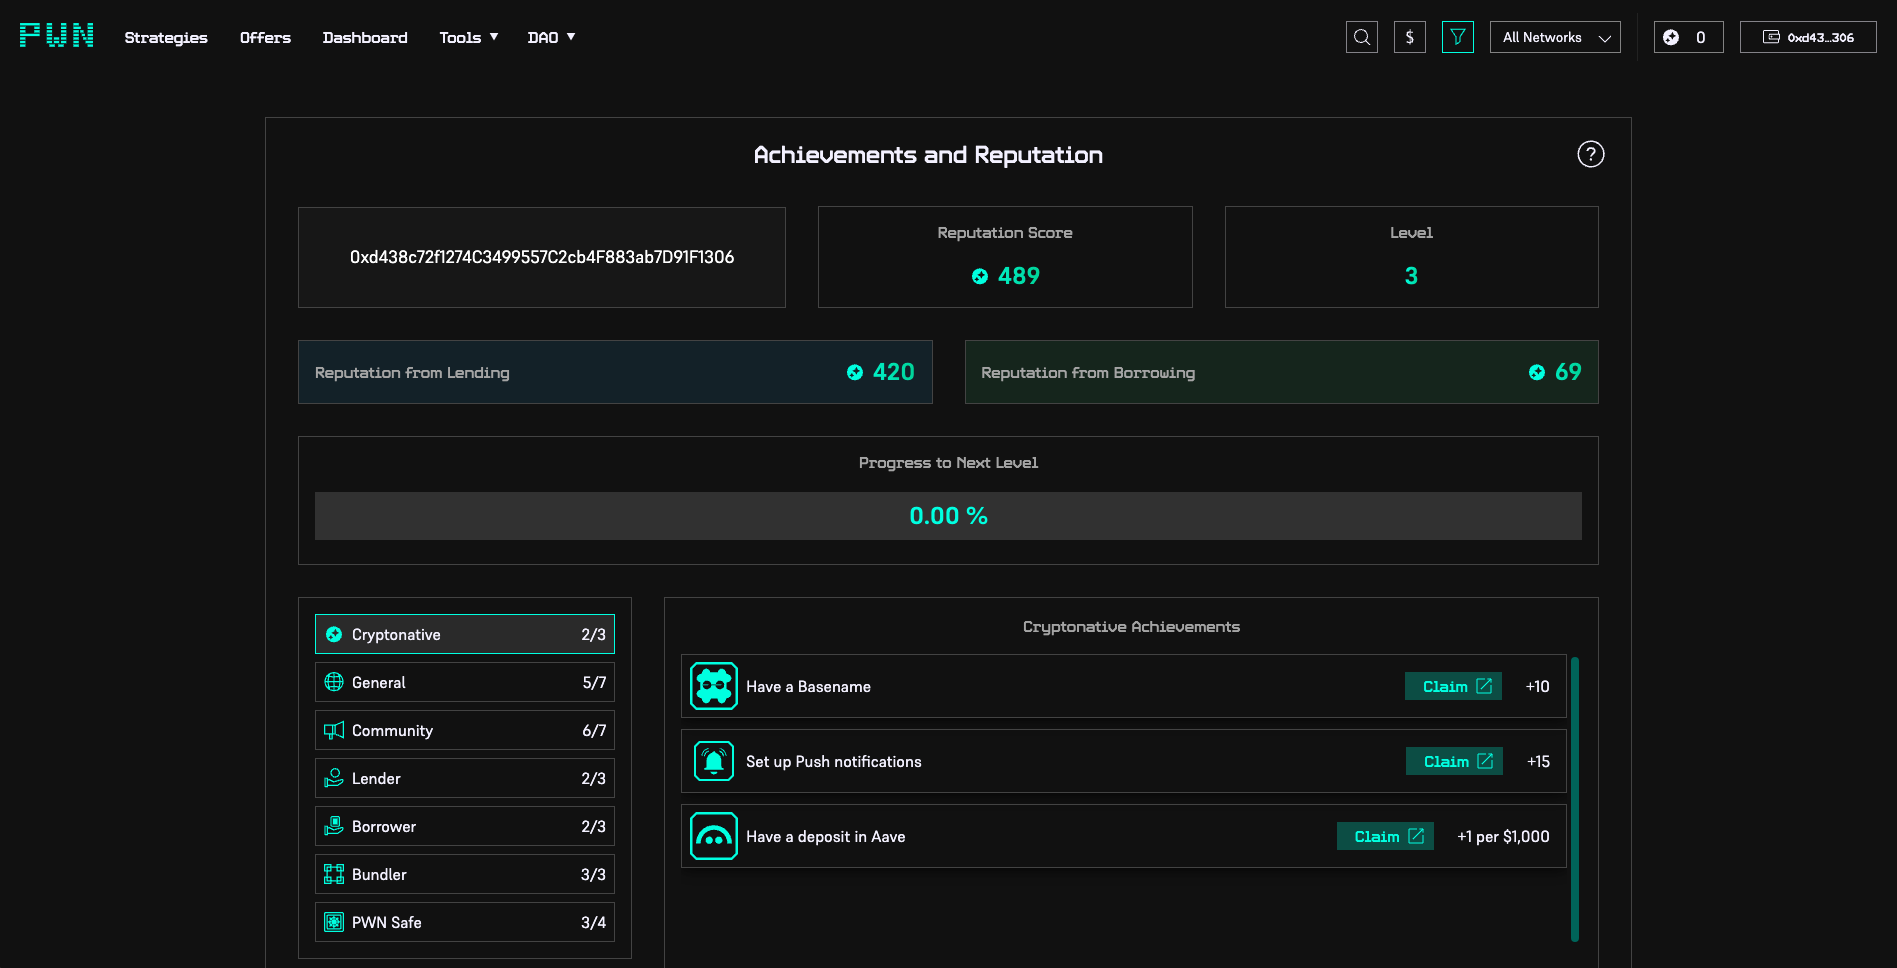 PWN
Strategies
Offers
Dashboard
Tools
DAO
$
All Networks
0
0xd43...306
Achievements and Reputation
?
0xd438c72f1274C3499557C2cb4F883ab7D91F1306
Reputation Score
489
Level
3
Reputation from Lending
420
Reputation from Borrowing
69
Progress to Next Level
0.00 %
Cryptonative 2/3
General 5/7
Community 6/7
Lender 2/3
Borrower 2/3
Bundler 3/3
PWN Safe 3/4
Cryptonative Achievements
Have a Basename Claim +10
Set up Push notifications Claim +15
Have a deposit in Aave Claim +1 per $1,000